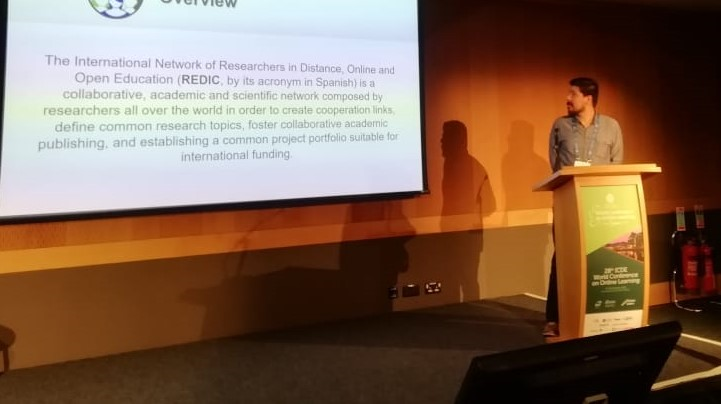 Overview
The International Network of Researchers in Distance, Online and
Open Education (REDIC, by its acronym in Spanish) is a
collaborative, academic and scientific network composed by
researchers all over the world in order to create cooperation links,
define common research topics, foster collaborative academic
publishing, and establishing a common project portfolio suitable for
international funding.
28th ICDE
World Conference
on Online Learning